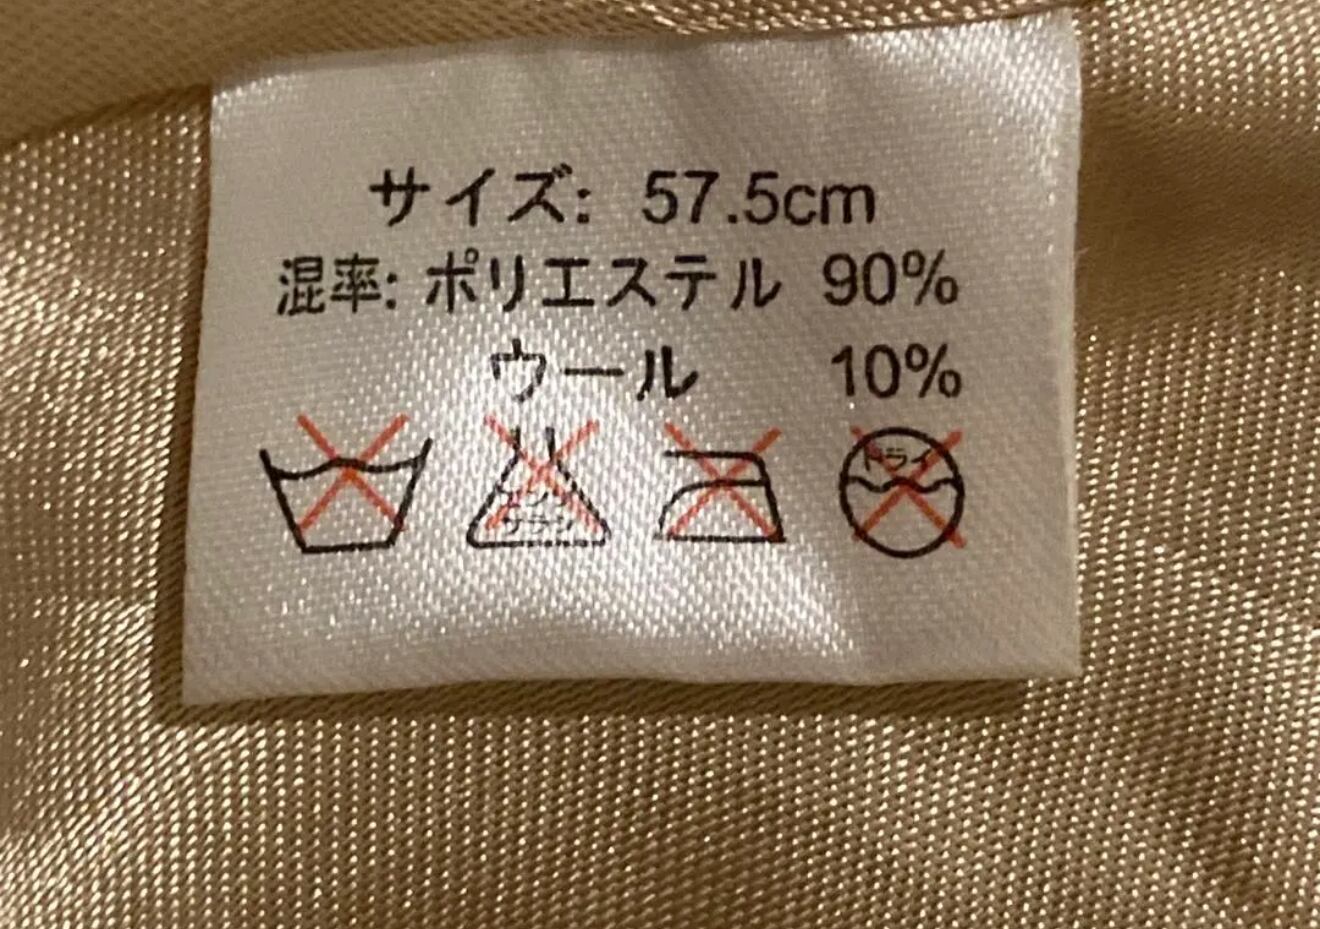 サイズ: 57.5cm
混率: ポリエステル 90%
ウール 10%
ドライ